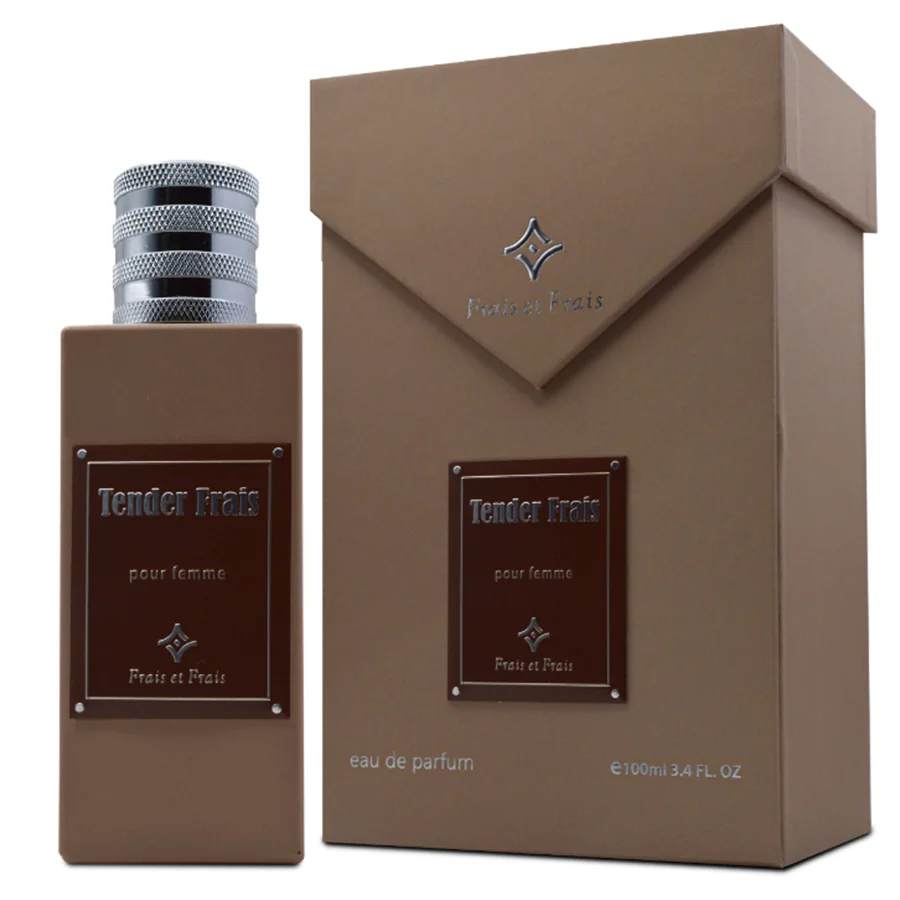 Tender Frais
pour femme
Frais et Frais
Frais et Frais
Tender Frais
pour femme
Frais et Frais
eau de parfum
e100ml 3.4 FL. OZ